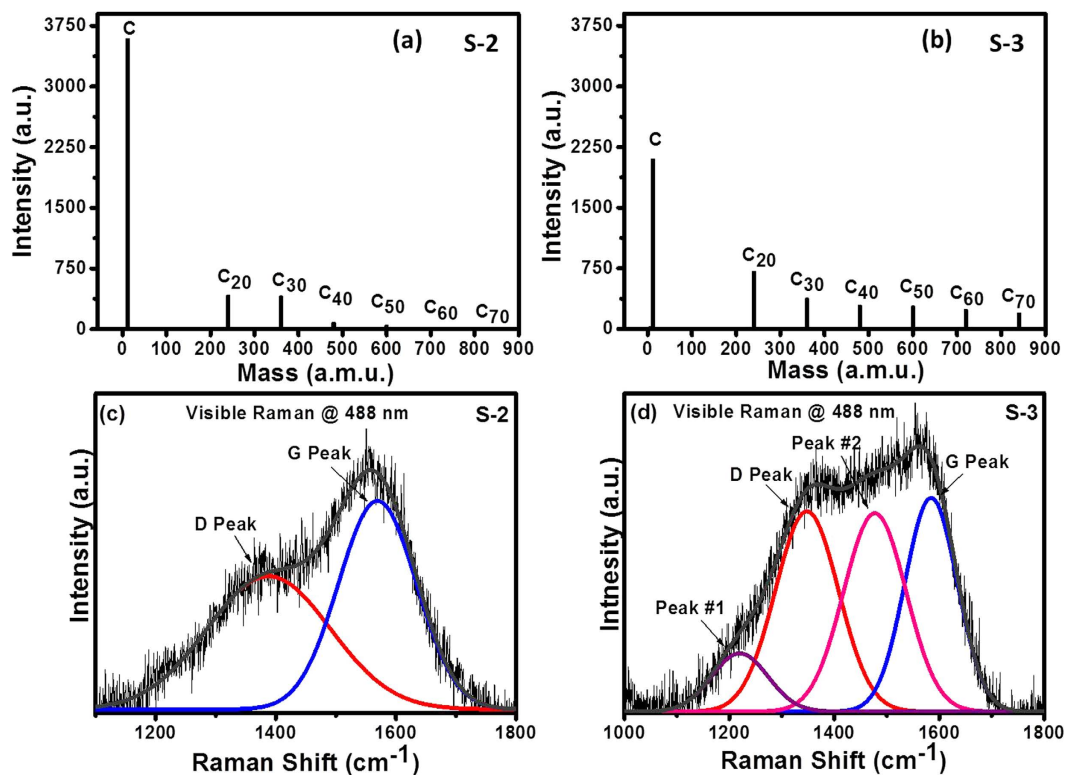 (a) S-2
C
C20 C30 C40 C50 C60 C70
3750
3000
2250
1500
750
0
Intensity (a.u.)
0 100 200 300 400 500 600 700 800 900
Mass (a.m.u.)
(b) S-3
C
C20 C30 C40 C50 C60 C70
3750
3000
2250
1500
750
0
Intensity (a.u.)
0 100 200 300 400 500 600 700 800 900
Mass (a.m.u.)
(c) Visible Raman @ 488 nm S-2
G Peak
D Peak
Intensity (a.u.)
1200 1400 1600 1800
Raman Shift (cm-1)
(d) Visible Raman @ 488 nm S-3
Peak #2
D Peak
G Peak
Peak #1
Intnesity (a.u.)
1000 1200 1400 1600 1800
Raman Shift (cm-1)